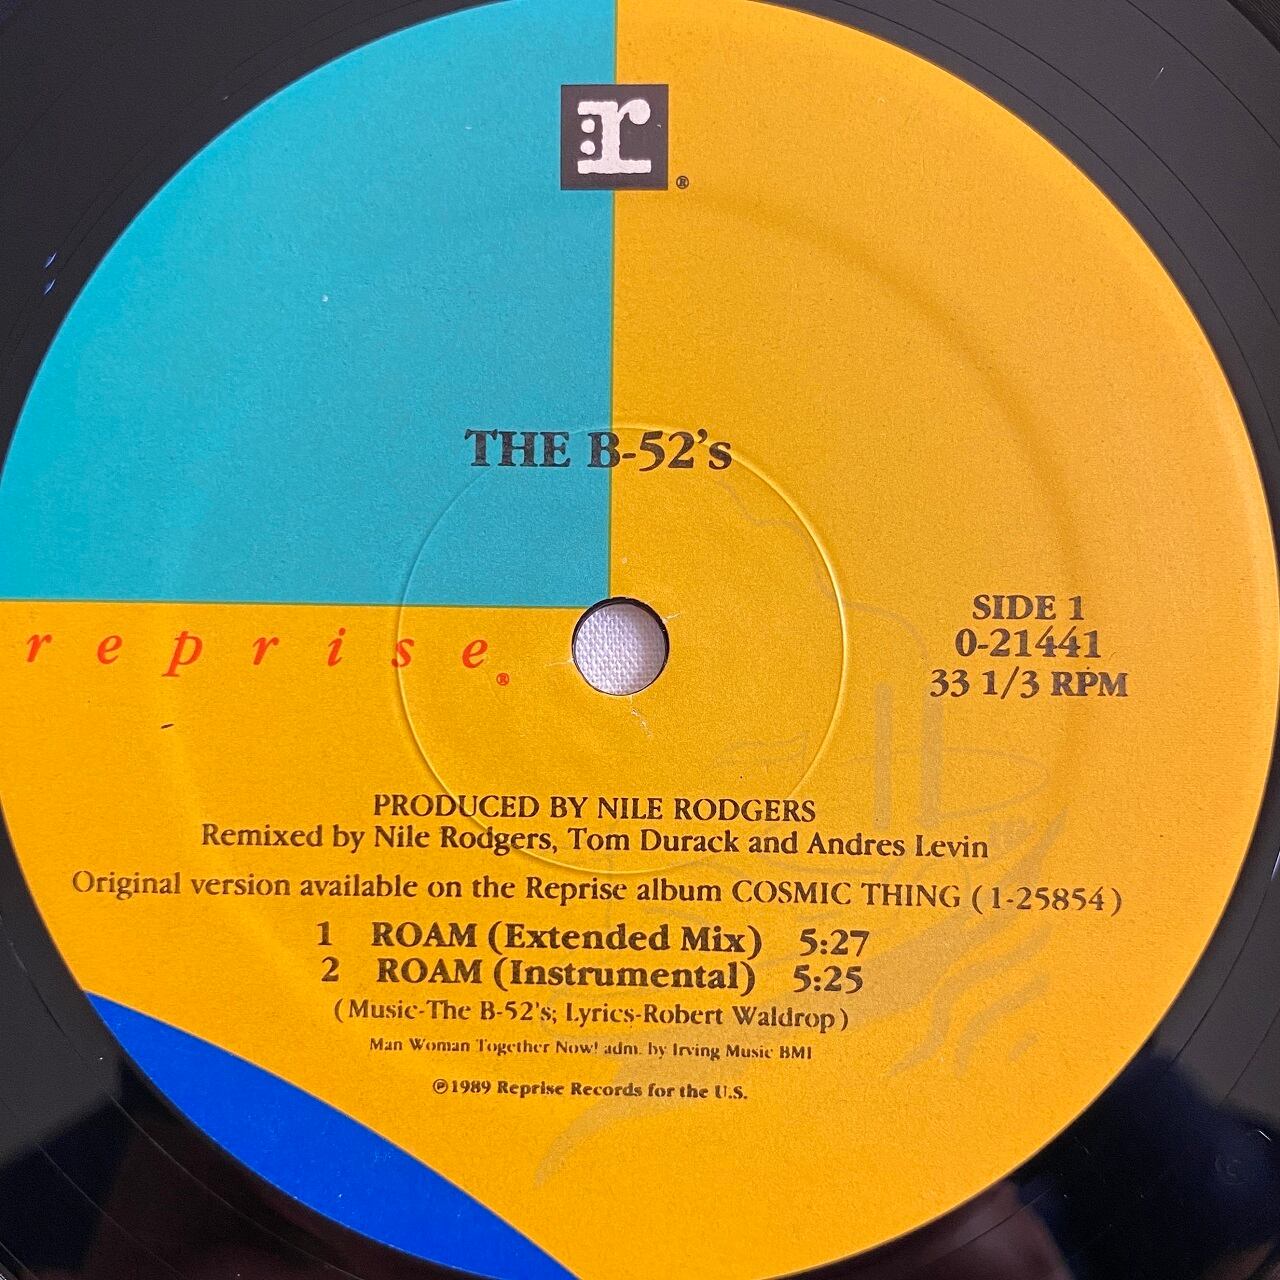 :r
®
THE B-52's
SIDE 1
0-21441
33 1/3 RPM
reprise
®
PRODUCED BY NILE RODGERS
Remixed by Nile Rodgers, Tom Durack and Andres Levin
Original version available on the Reprise album COSMIC THING (1-25854)
1 ROAM (Extended Mix) 5:27
2 ROAM (Instrumental) 5:25
(Music-The B-52's; Lyrics-Robert Waldrop)
Man Woman Together Now! adm. by Irving Music BMI
℗1989 Reprise Records for the U.S.